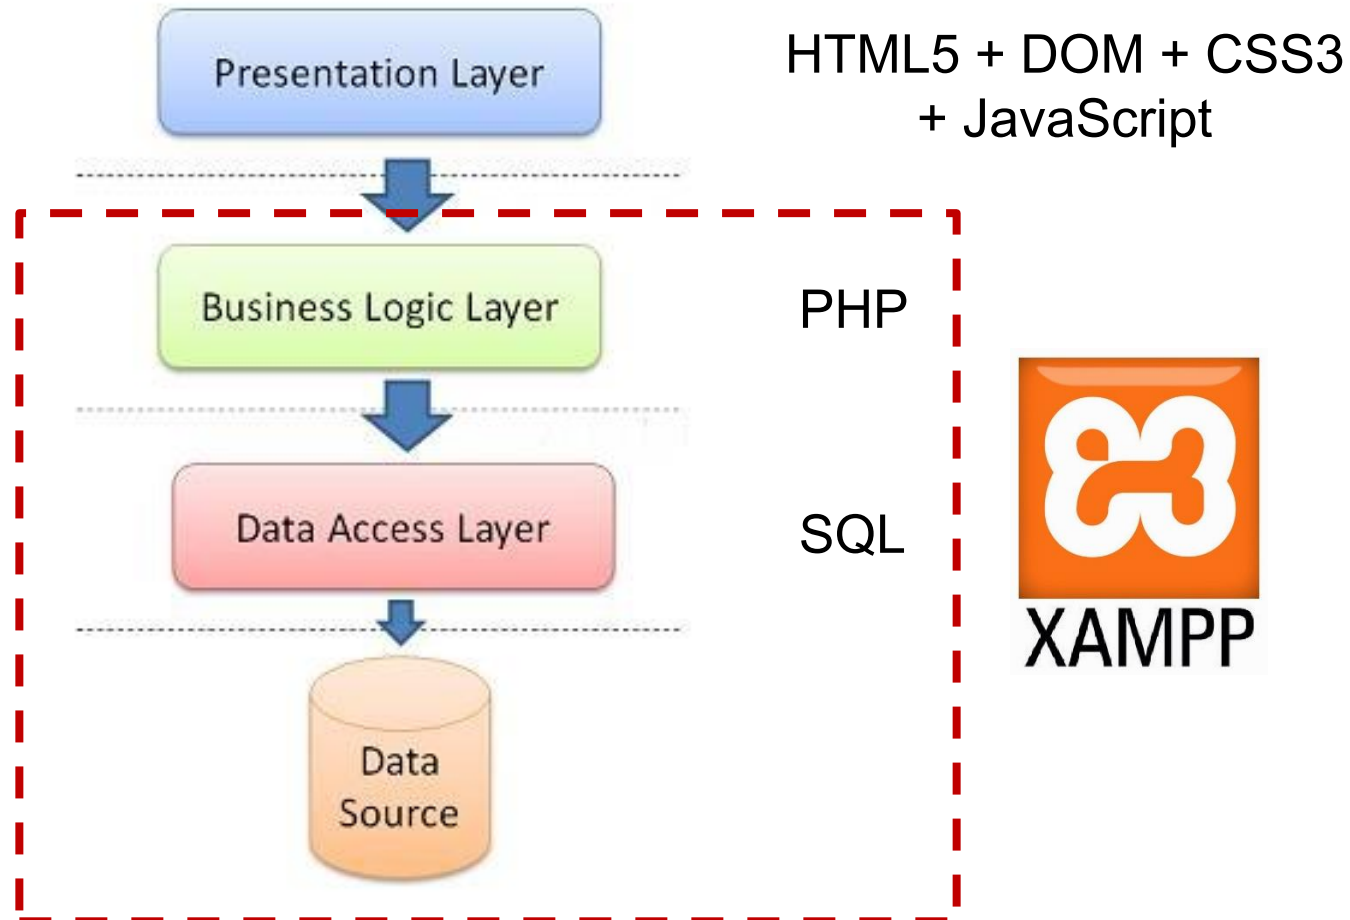 Presentation Layer
HTML5 + DOM + CSS3
+ JavaScript
Business Logic Layer
PHP
Data Access Layer
SQL
XAMPP
Data
Source